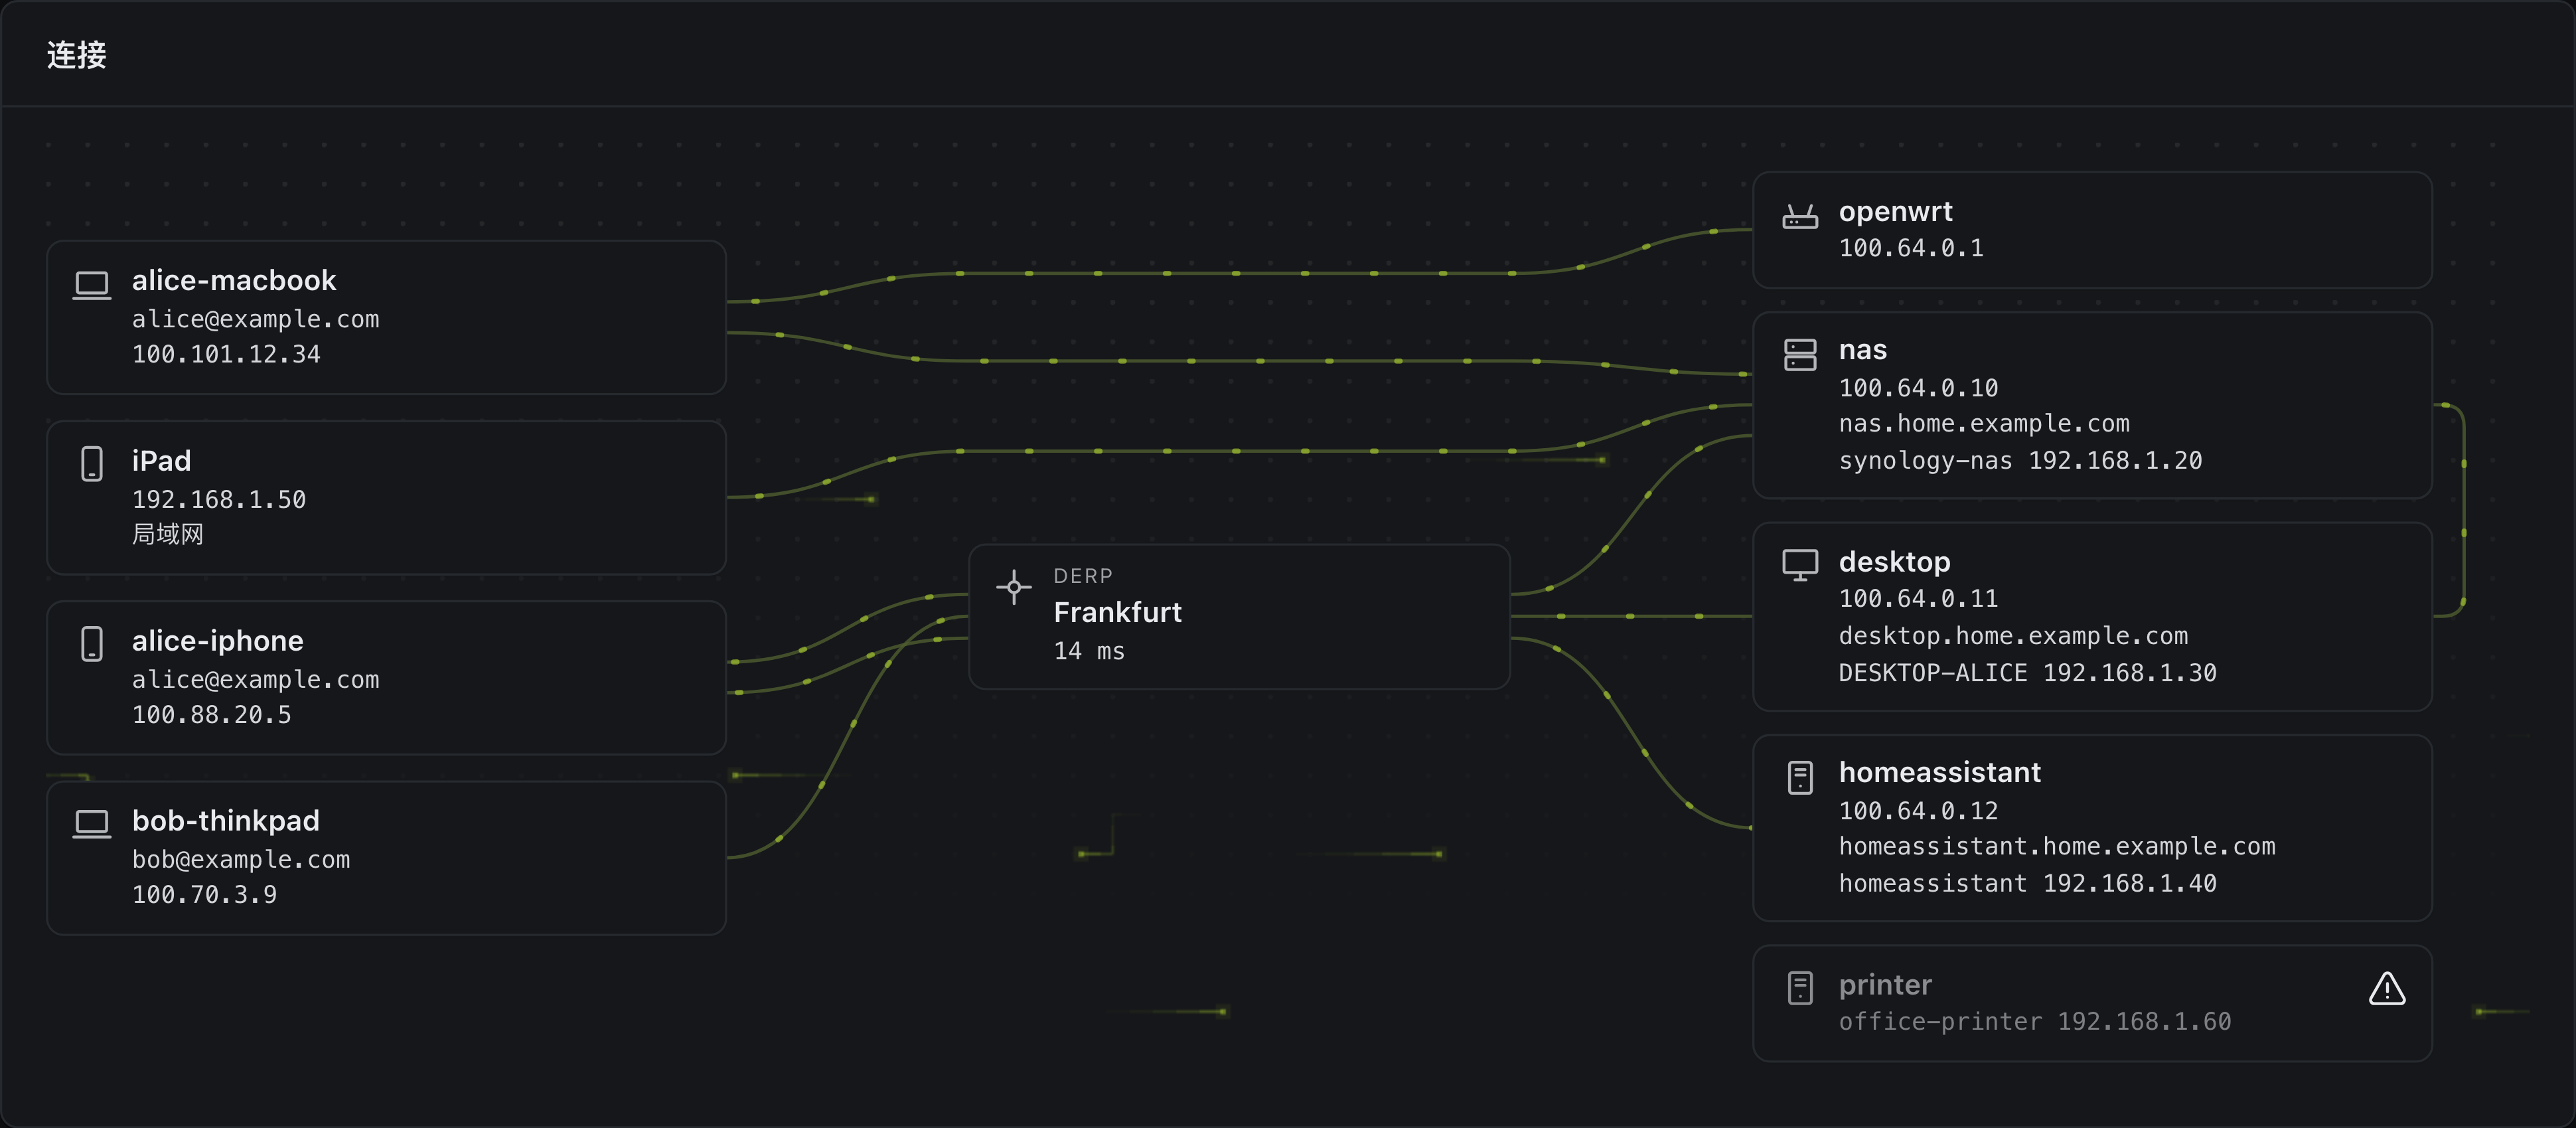 连接
alice-macbook
alice@example.com
100.101.12.34
iPad
192.168.1.50
局域网
alice-iphone
alice@example.com
100.88.20.5
bob-thinkpad
bob@example.com
100.70.3.9
DERP
Frankfurt
14 ms
openwrt
100.64.0.1
nas
100.64.0.10
nas.home.example.com
synology-nas 192.168.1.20
desktop
100.64.0.11
desktop.home.example.com
DESKTOP-ALICE 192.168.1.30
homeassistant
100.64.0.12
homeassistant.home.example.com
homeassistant 192.168.1.40
printer
office-printer 192.168.1.60